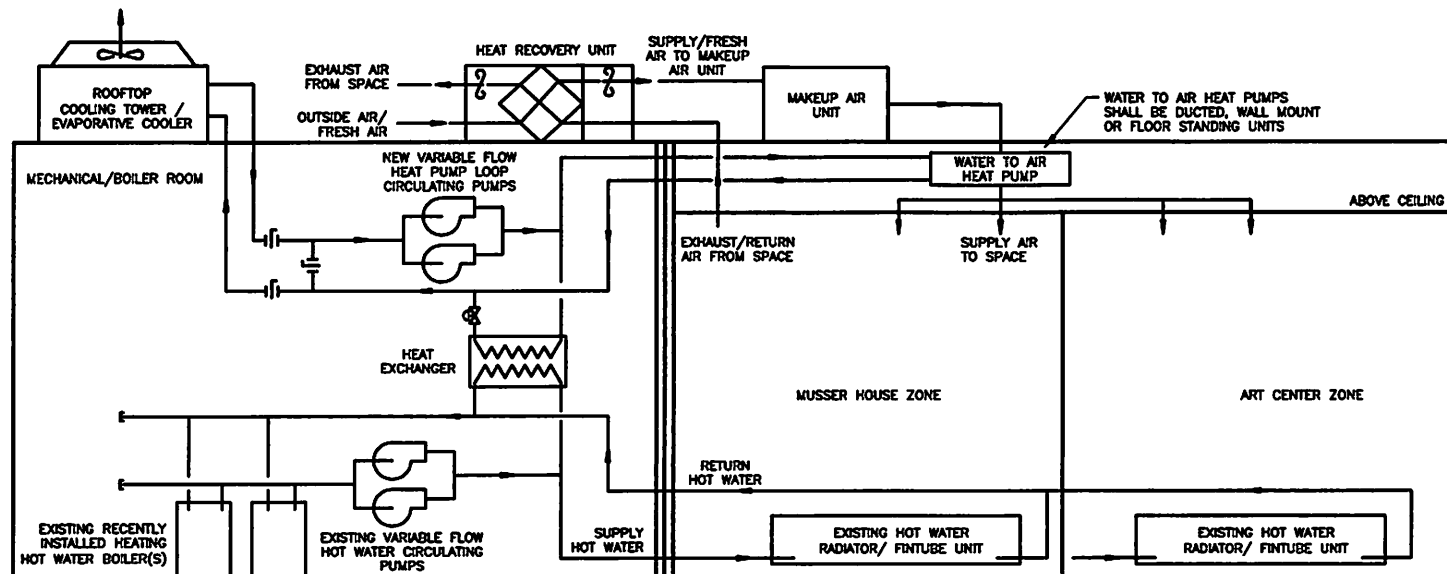 HEAT RECOVERY UNIT
SUPPLY/FRESH
AIR TO MAKEUP
AIR UNIT
EXHAUST AIR
FROM SPACE
ROOFTOP
COOLING TOWER /
EVAPORATIVE COOLER
OUTSIDE AIR/
FRESH AIR
MAKEUP AIR
UNIT
WATER TO AIR HEAT PUMPS
SHALL BE DUCTED, WALL MOUNT
OR FLOOR STANDING UNITS
MECHANICAL/BOILER ROOM
NEW VARIABLE FLOW
HEAT PUMP LOOP
CIRCULATING PUMPS
WATER TO AIR
HEAT PUMP
ABOVE CEILING
EXHAUST/RETURN
AIR FROM SPACE
SUPPLY AIR
TO SPACE
HEAT
EXCHANGER
MUSSER HOUSE ZONE
ART CENTER ZONE
RETURN
HOT WATER
EXISTING RECENTLY
INSTALLED HEATING
HOT WATER BOILER(S)
EXISTING VARIABLE FLOW
HOT WATER CIRCULATING
PUMPS
SUPPLY
HOT WATER
EXISTING HOT WATER
RADIATOR/ FINTUBE UNIT
EXISTING HOT WATER
RADIATOR/ FINTUBE UNIT